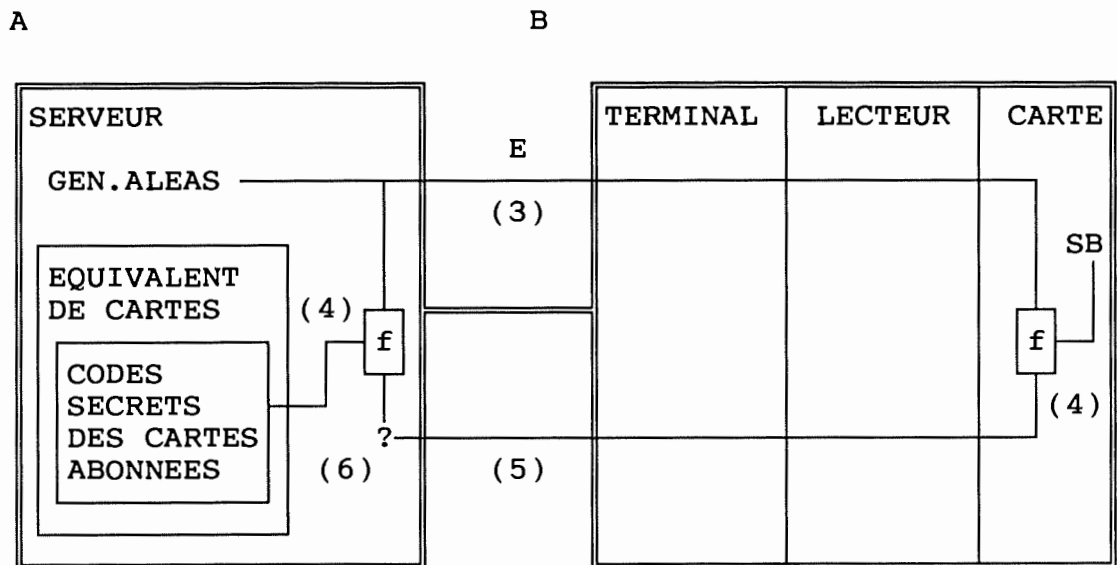 A
B
SERVEUR
TERMINAL
LECTEUR
CARTE
GEN.ALEAS
E
(3)
SB
EQUIVALENT
DE CARTES
(4)
f
f
CODES
SECRETS
DES CARTES
ABONNEES
(4)
?
(6)
(5)